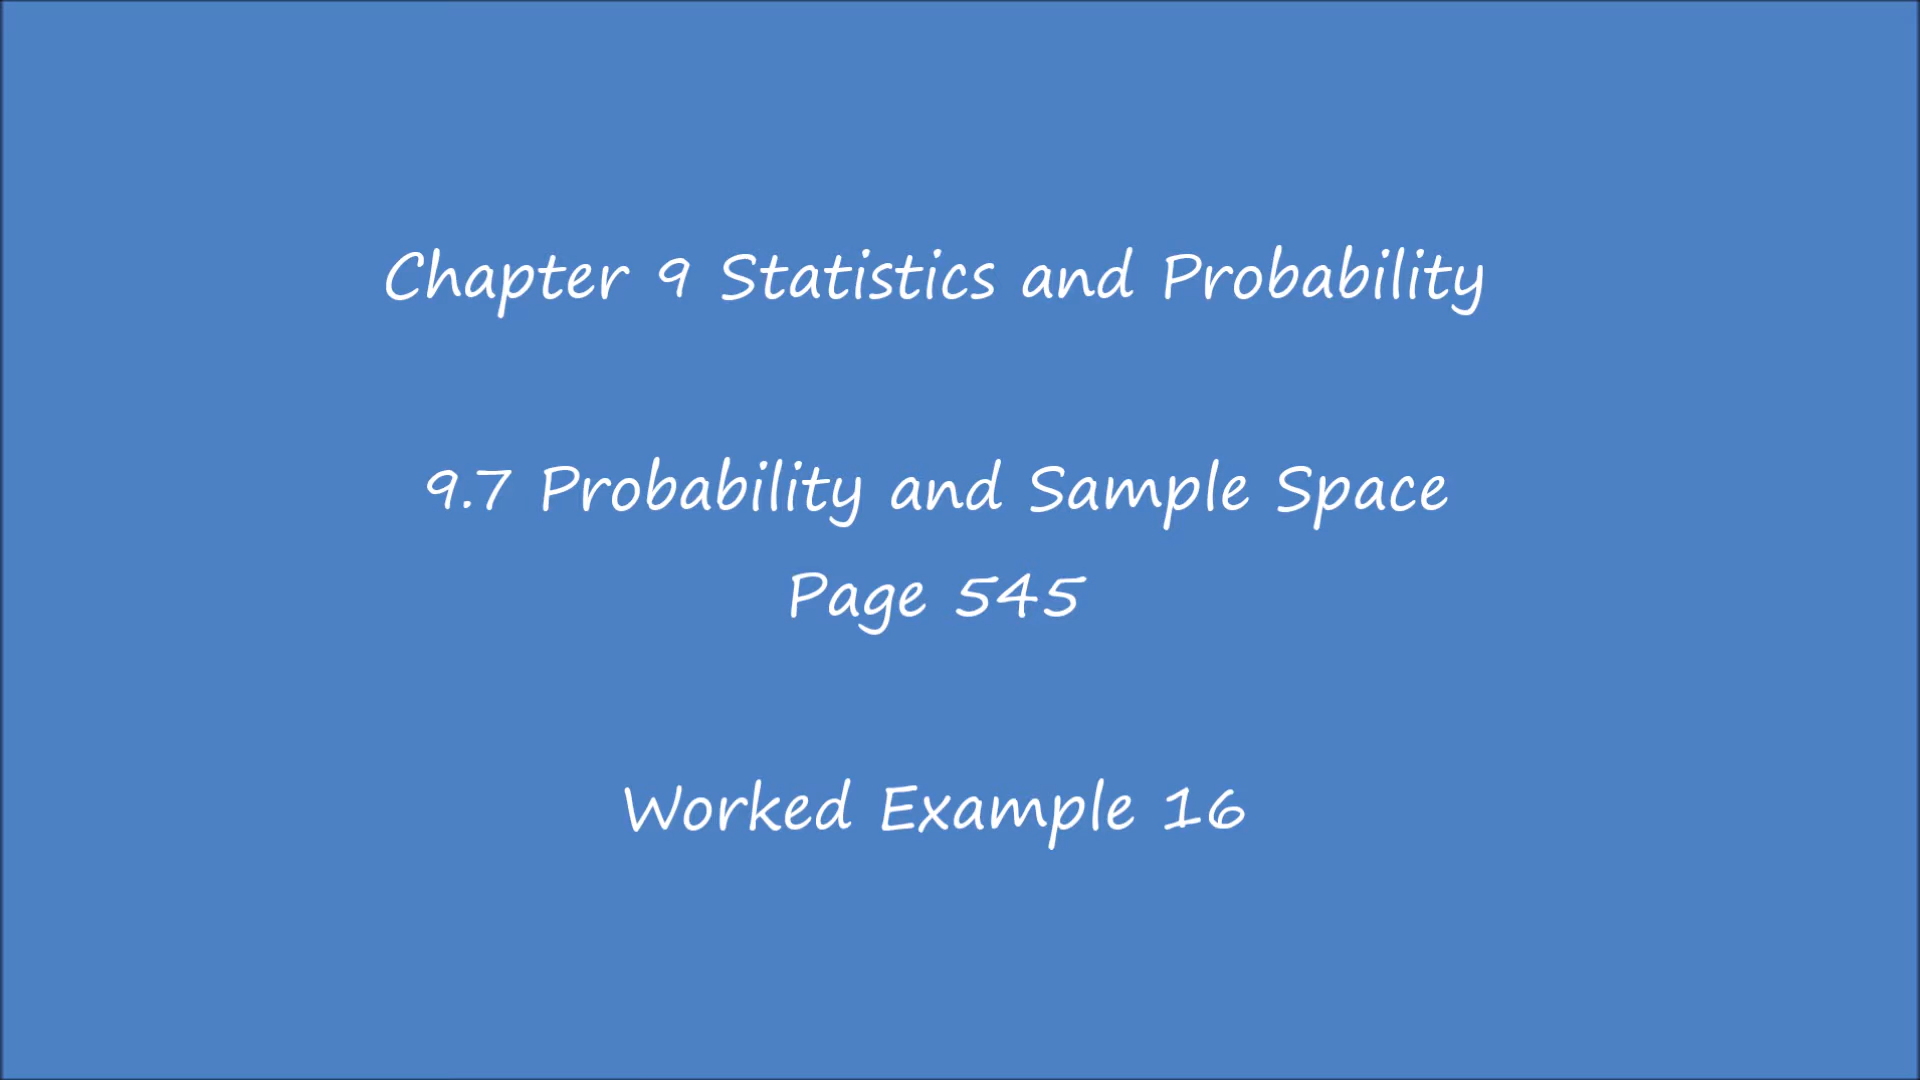 Chapter 9 Statistics and Probability
9.7 Probability and Sample Space
Page 545
Worked Example 16